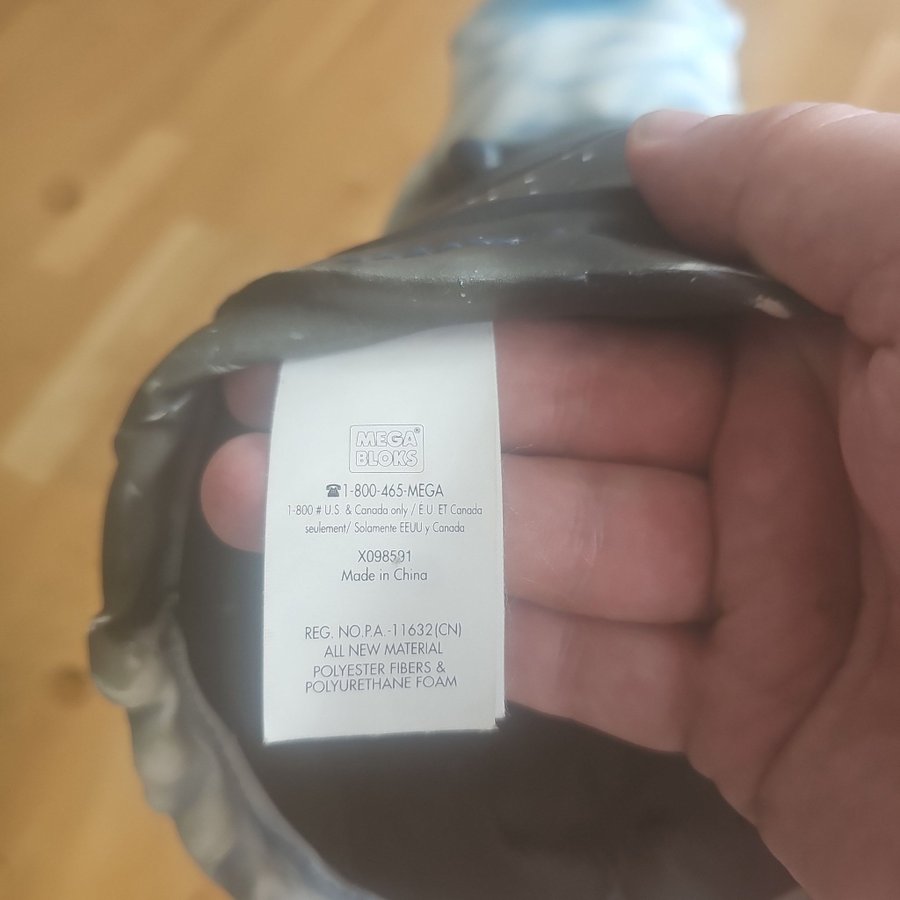 MEGA®
BLOKS
☎1-800-465-MEGA
1-800 # U.S. & Canada only / E.U. ET Canada
seulement/ Solamente EEUU y Canada
X098591
Made in China
REG. NO.P.A.-11632(CN)
ALL NEW MATERIAL
POLYESTER FIBERS &
POLYURETHANE FOAM